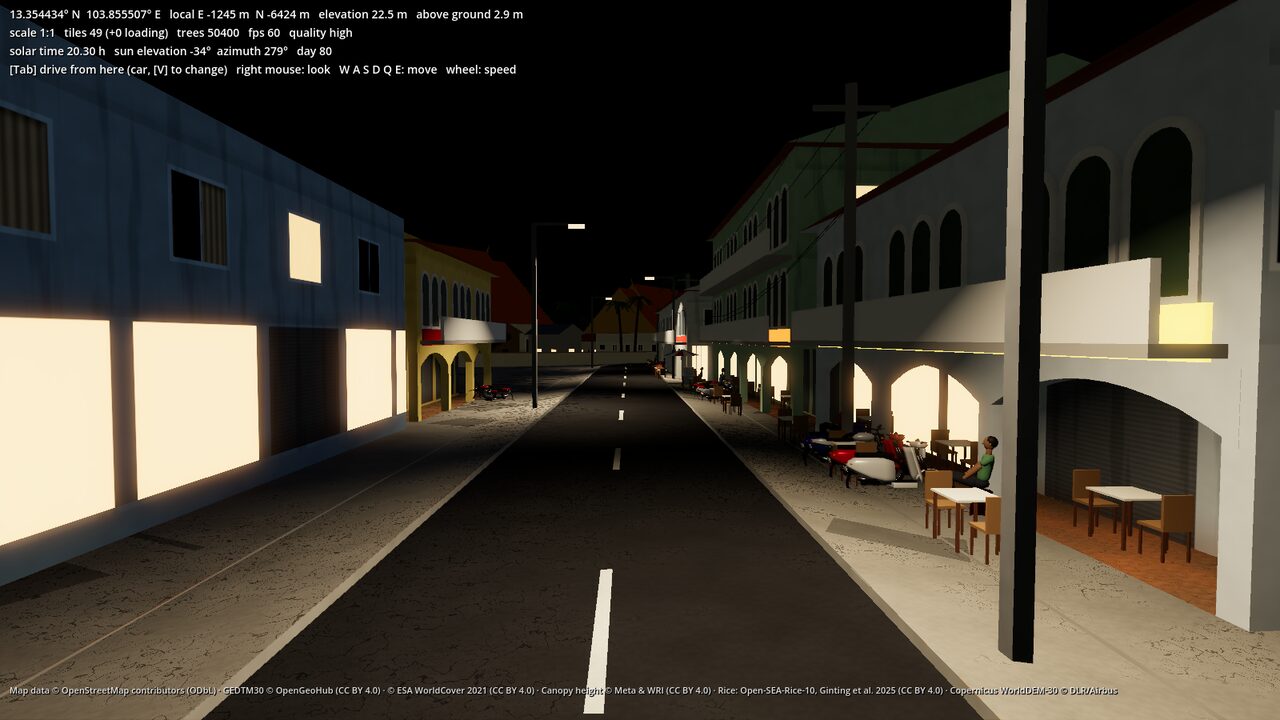 13.354434° N  103.855507° E   local E -1245 m  N -6424 m   elevation 22.5 m   above ground 2.9 m
scale 1:1   tiles 49 (+0 loading)   trees 50400   fps 60   quality high
solar time 20.30 h   sun elevation -34°  azimuth 279°   day 80
[Tab] drive from here (car, [V] to change)   right mouse: look   W A S D Q E: move   wheel: speed
Map data © OpenStreetMap contributors (ODbL) · GEDTM30 © OpenGeoHub (CC BY 4.0) · © ESA WorldCover 2021 (CC BY 4.0) · Canopy height © Meta & WRI (CC BY 4.0) · Rice: Open-SEA-Rice-10, Ginting et al. 2025 (CC BY 4.0) · Copernicus WorldDEM-30 © DLR/Airbus